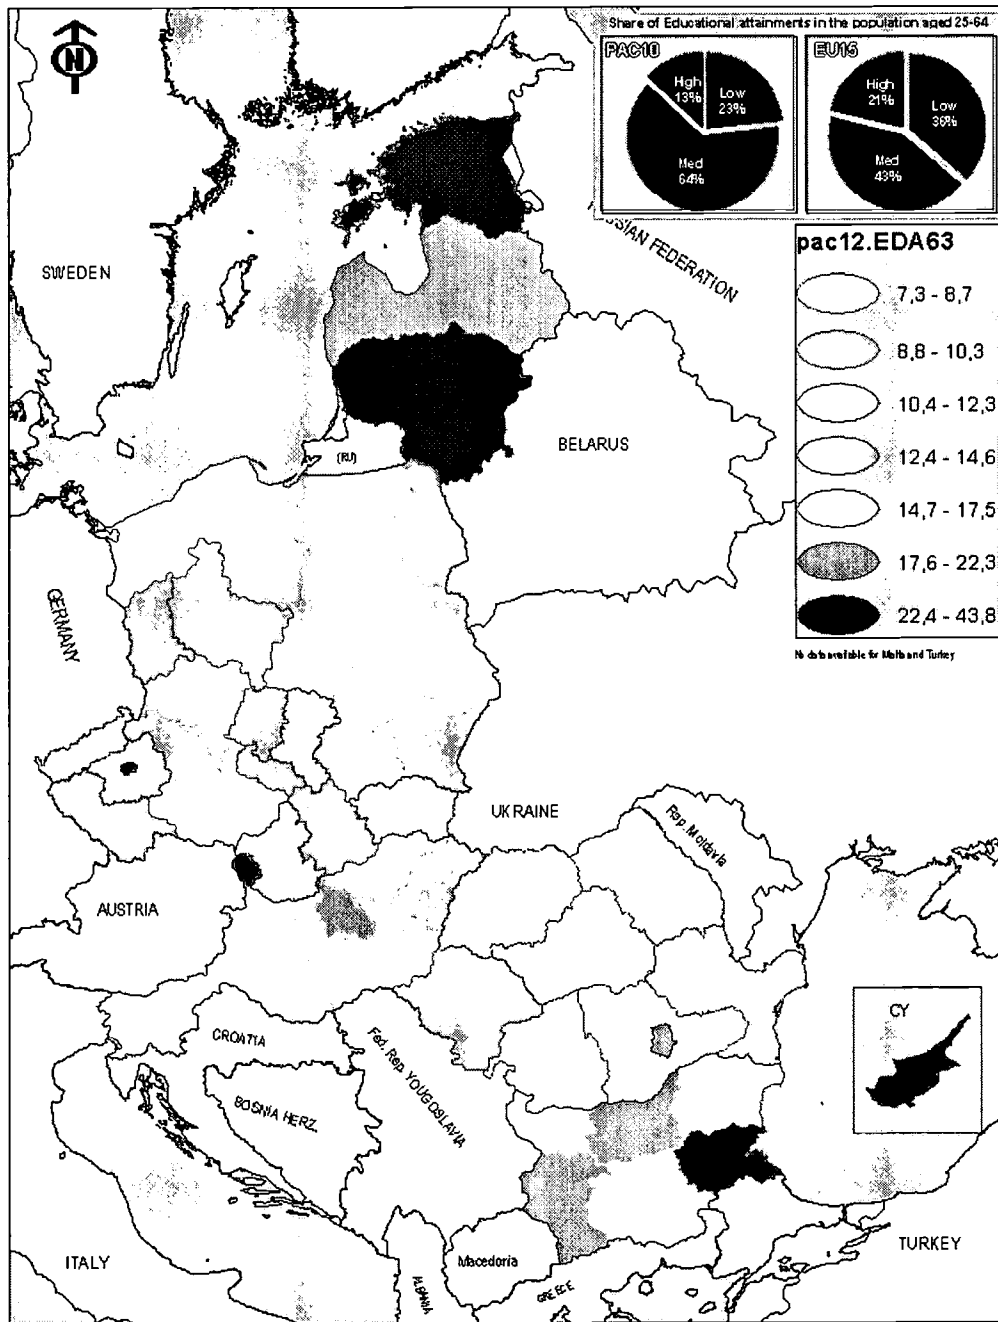 N
Share of Educational attainments in the population aged 25-64
PAC10
High
13%
Low
23%
Med
64%
EU15
High
21%
Low
36%
Med
43%
SIAN FEDERATION
pac12.EDA63
7,3 - 8,7
8,8 - 10,3
10,4 - 12,3
12,4 - 14,6
14,7 - 17,5
17,6 - 22,3
22,4 - 43,8
No data available for Malta and Turkey
SWEDEN
BELARUS
(RU)
GERMANY
UKRAINE
Rep. Moldavia
AUSTRIA
CY
CROATIA
Fed. Rep. YOUGOSLAVIA
BOSNIA HERZ.
ITALY
ALBANIA
Macedoria
GREECE
TURKEY